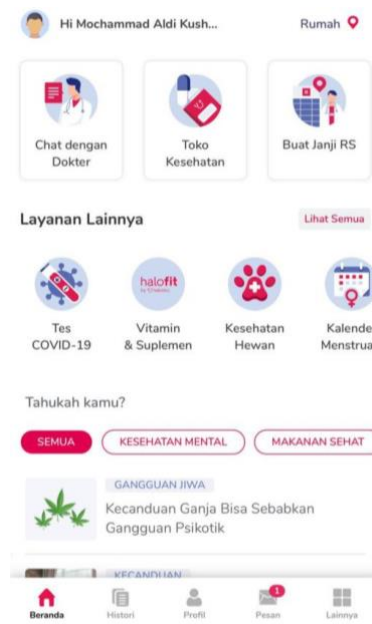 Hi Mochammad Aldi Kush...
Rumah
Chat dengan
Dokter
Toko
Kesehatan
Buat Janji RS
Layanan Lainnya
Lihat Semua
halofit
Tes
COVID-19
Vitamin
& Suplemen
Kesehatan
Hewan
Kalende
Menstrua
Tahukah kamu?
SEMUA
KESEHATAN MENTAL
MAKANAN SEHAT
GANGGUAN JIWA
Kecanduan Ganja Bisa Sebabkan
Gangguan Psikotik
KECANDUAN
1
Beranda
Histori
Profil
Pesan
Lainnya